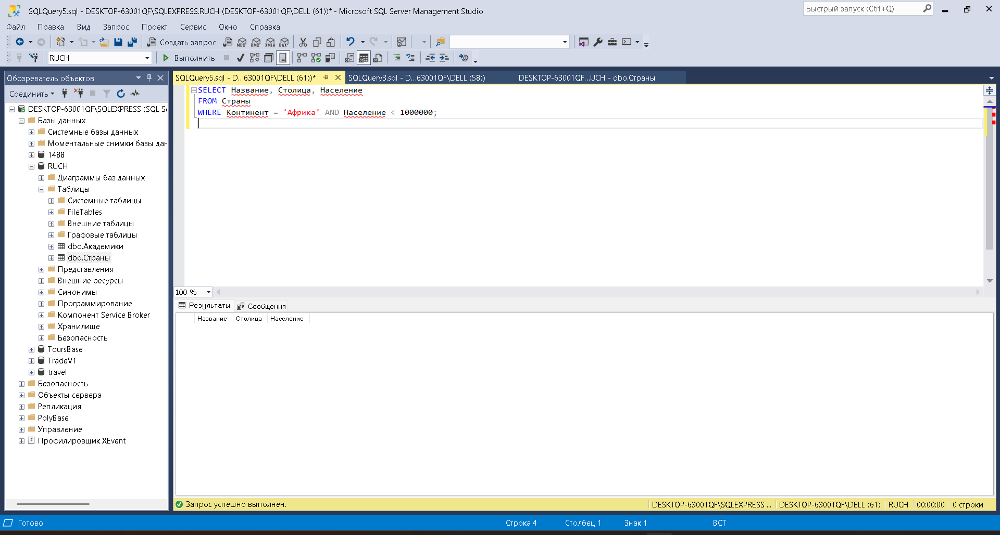 SQLQuery5.sql - DESKTOP-63001QF\SQLEXPRESS.RUCH (DESKTOP-63001QF\DELL (61))* - Microsoft SQL Server Management Studio
Быстрый запуск (Ctrl+Q)
Файл Правка Вид Запрос Проект Сервис Окно Справка
Создать запрос MDX DMX XMLA DAX
RUCH Выполнить
Обозреватель объектов
SQLQuery5.sql - D...63001QF\DELL (61))* SQLQuery3.sql - D...63001QF\DELL (58)) DESKTOP-63001QF...UCH - dbo.Страны
Соединить
DESKTOP-63001QF\SQLEXPRESS (SQL Se
Базы данных
Системные базы данных
Моментальные снимки базы дан
1488
RUCH
Диаграммы баз данных
Таблицы
Системные таблицы
FileTables
Внешние таблицы
Графовые таблицы
dbo.Академики
dbo.Страны
Представления
Внешние ресурсы
Синонимы
Программирование
Компонент Service Broker
Хранилище
Безопасность
ToursBase
TradeV1
travel
Безопасность
Объекты сервера
Репликация
PolyBase
Управление
Профилировщик XEvent
SELECT Название, Столица, Население
FROM Страны
WHERE Континент = 'Африка' AND Население < 1000000;
100 %
Результаты Сообщения
Название Столица Население
Запрос успешно выполнен. DESKTOP-63001QF\SQLEXPRESS ... DESKTOP-63001QF\DELL (61) RUCH 00:00:00 0 строки
Готово Строка 4 Столбец 1 Знак 1 ВСТ